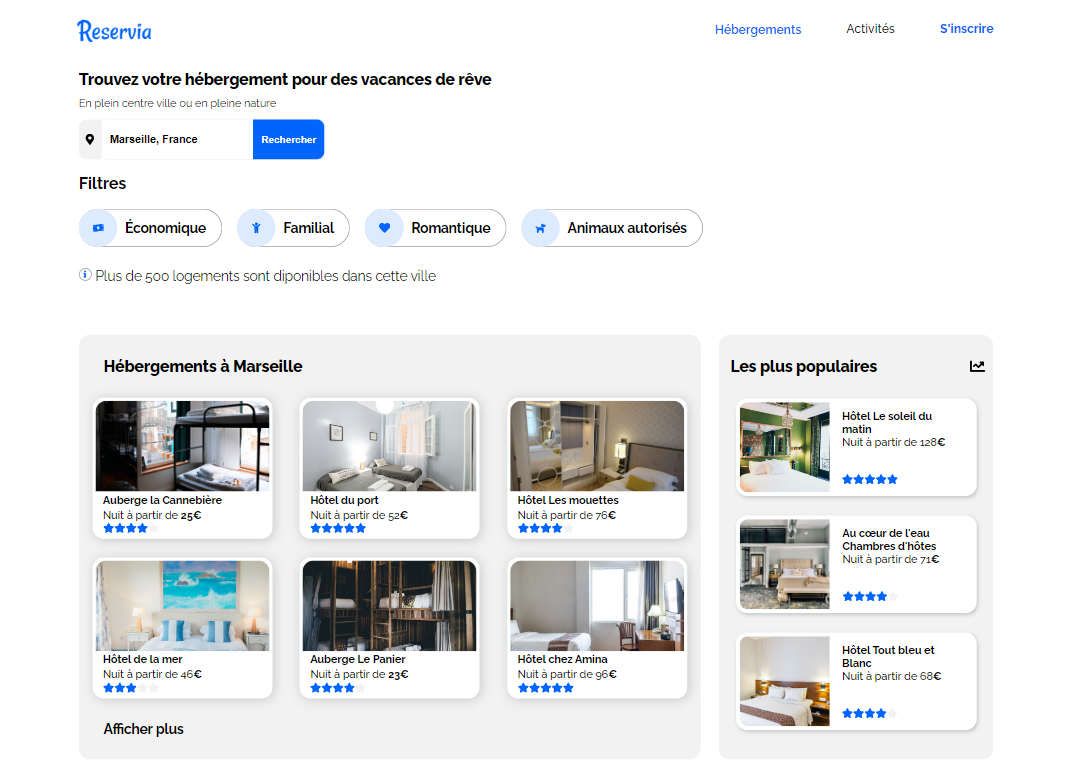 Reservia
Hébergements
Activités
S'inscrire
Trouvez votre hébergement pour des vacances de rêve
En plein centre ville ou en pleine nature
Marseille, France
Rechercher
Filtres
Économique
Familial
Romantique
Animaux autorisés
Plus de 500 logements sont diponibles dans cette ville
Hébergements à Marseille
Auberge la Cannebière
Nuit à partir de 25€
Hôtel du port
Nuit à partir de 52€
Hôtel Les mouettes
Nuit à partir de 76€
Hôtel de la mer
Nuit à partir de 46€
Auberge Le Panier
Nuit à partir de 23€
Hôtel chez Amina
Nuit à partir de 96€
Afficher plus
Les plus populaires
Hôtel Le soleil du
matin
Nuit à partir de 128€
Au cœur de l'eau
Chambres d'hôtes
Nuit à partir de 71€
Hôtel Tout bleu et
Blanc
Nuit à partir de 68€